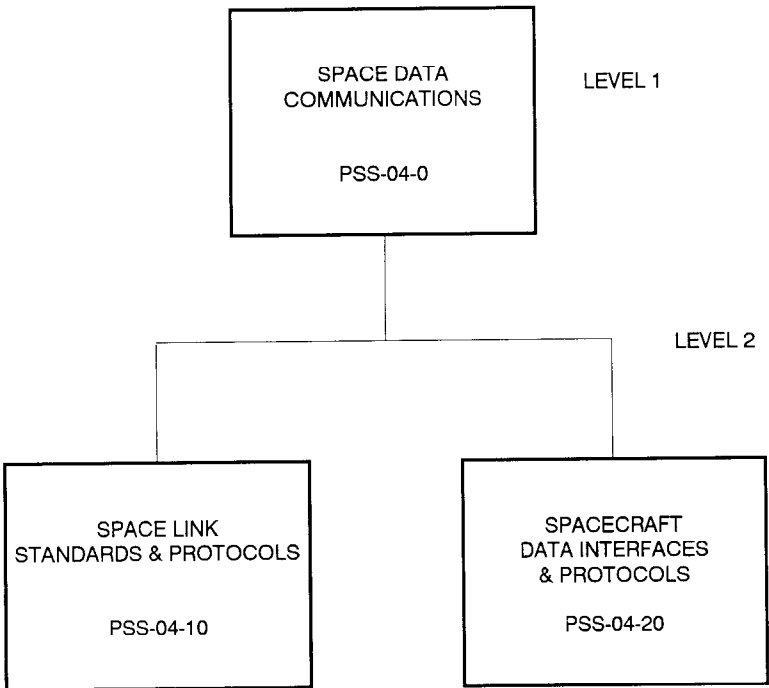 SPACE DATA
COMMUNICATIONS
PSS-04-0
LEVEL 1
LEVEL 2
SPACE LINK
STANDARDS & PROTOCOLS
PSS-04-10
SPACECRAFT
DATA INTERFACES
& PROTOCOLS
PSS-04-20